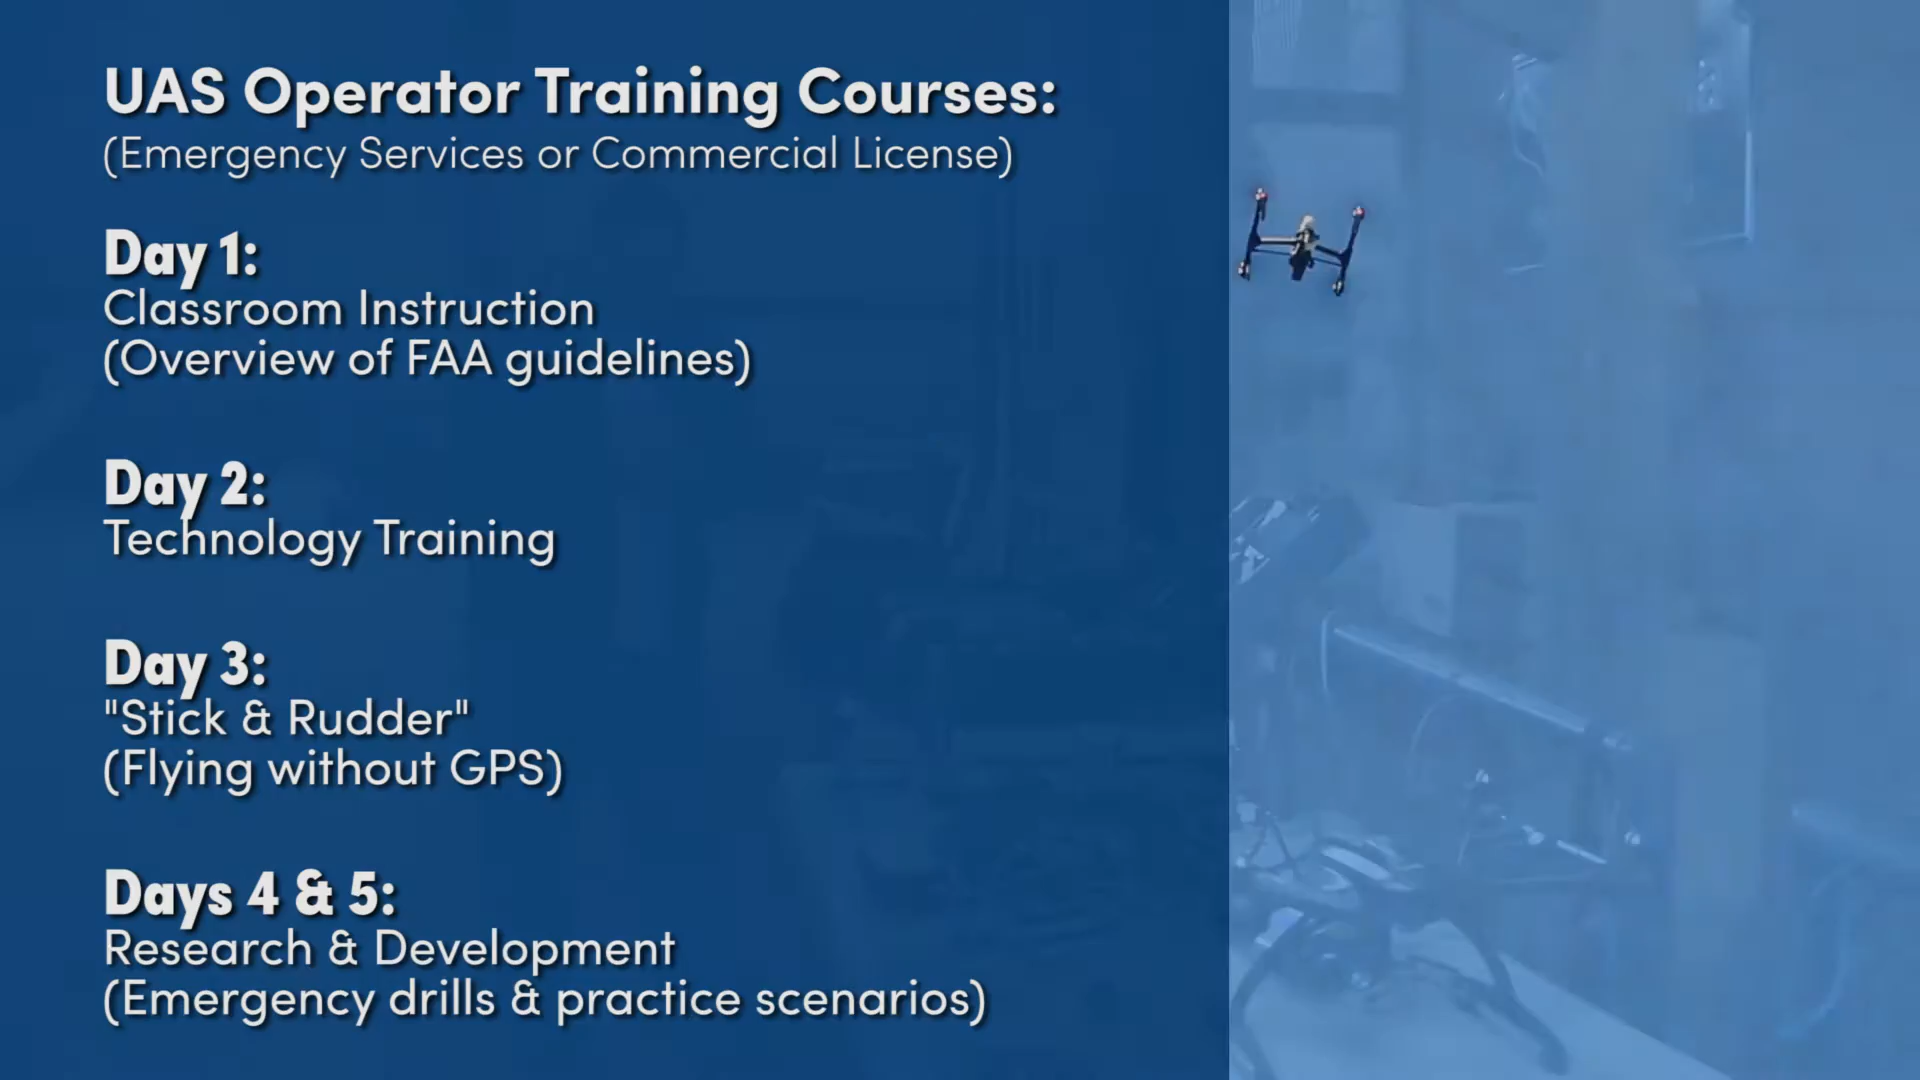 UAS Operator Training Courses:
(Emergency Services or Commercial License)
Day 1:
Classroom Instruction
(Overview of FAA guidelines)
Day 2:
Technology Training
Day 3:
"Stick & Rudder"
(Flying without GPS)
Days 4 & 5:
Research & Development
(Emergency drills & practice scenarios)